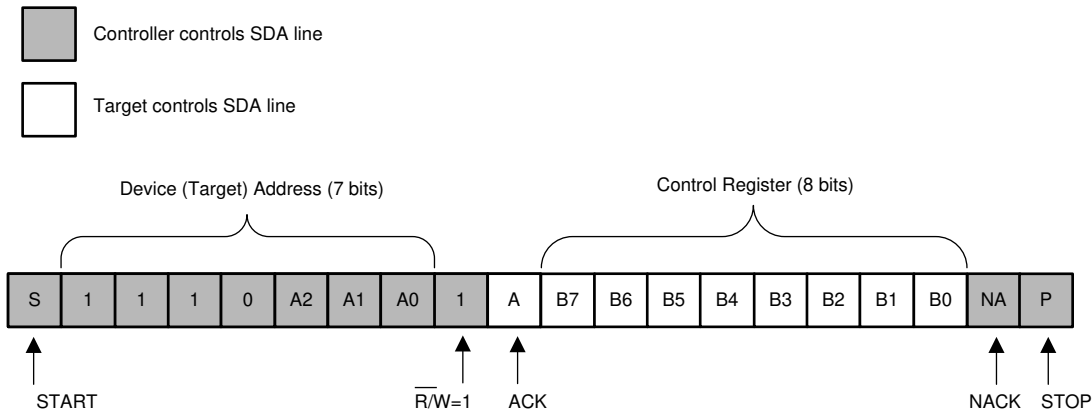 Controller controls SDA line
Target controls SDA line
Device (Target) Address (7 bits)
Control Register (8 bits)
S 1 1 1 0 A2 A1 A0 1 A B7 B6 B5 B4 B3 B2 B1 B0 NA P
START R/W=1 ACK NACK STOP